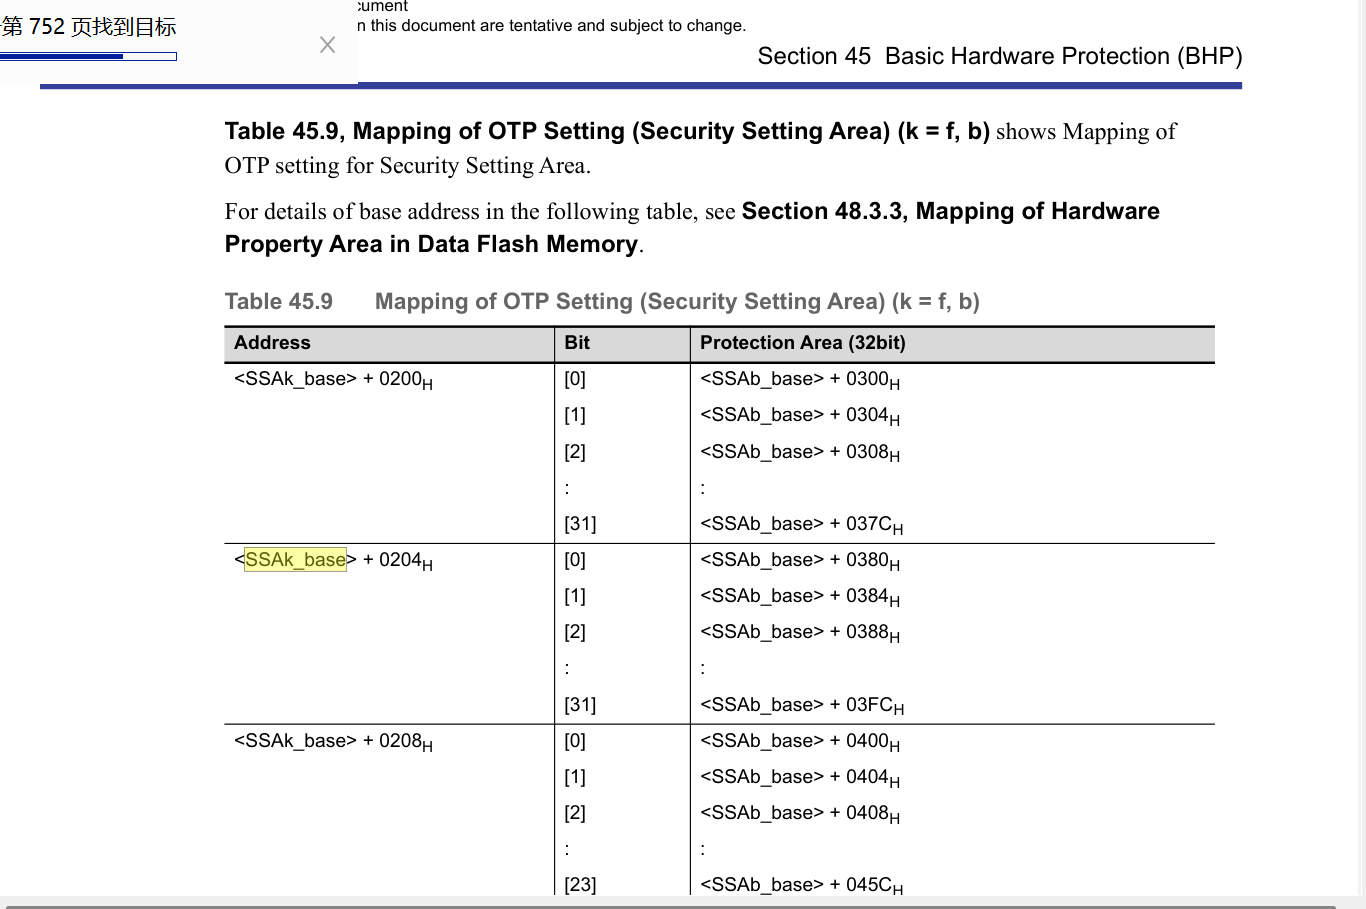 第 752 页找到目标
cument
n this document are tentative and subject to change.
Section 45 Basic Hardware Protection (BHP)
Table 45.9, Mapping of OTP Setting (Security Setting Area) (k = f, b) shows Mapping of
OTP setting for Security Setting Area.
For details of base address in the following table, see Section 48.3.3, Mapping of Hardware
Property Area in Data Flash Memory.
Table 45.9 Mapping of OTP Setting (Security Setting Area) (k = f, b)
Address Bit Protection Area (32bit)
<SSAk_base> + 0200H [0] <SSAb_base> + 0300H
[1] <SSAb_base> + 0304H
[2] <SSAb_base> + 0308H
: :
[31] <SSAb_base> + 037CH
<SSAk_base> + 0204H [0] <SSAb_base> + 0380H
[1] <SSAb_base> + 0384H
[2] <SSAb_base> + 0388H
: :
[31] <SSAb_base> + 03FCH
<SSAk_base> + 0208H [0] <SSAb_base> + 0400H
[1] <SSAb_base> + 0404H
[2] <SSAb_base> + 0408H
: :
[23] <SSAb_base> + 045CH